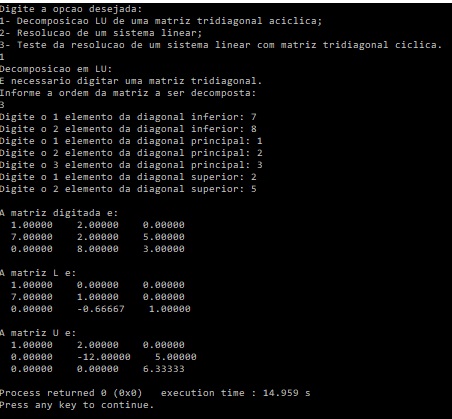 Digite a opcao desejada:
1- Decomposicao LU de uma matriz tridiagonal aciclica;
2- Resolucao de um sistema linear;
3- Teste da resolucao de um sistema linear com matriz tridiagonal ciclica.
1
Decomposicao em LU:
E necessario digitar uma matriz tridiagonal.
Informe a ordem da matriz a ser decomposta:
3
Digite o 1 elemento da diagonal inferior: 7
Digite o 2 elemento da diagonal inferior: 8
Digite o 1 elemento da diagonal principal: 1
Digite o 2 elemento da diagonal principal: 2
Digite o 3 elemento da diagonal principal: 3
Digite o 1 elemento da diagonal superior: 2
Digite o 2 elemento da diagonal superior: 5
A matriz digitada e:
1.00000 2.00000 0.00000
7.00000 2.00000 5.00000
0.00000 8.00000 3.00000
A matriz L e:
1.00000 0.00000 0.00000
7.00000 1.00000 0.00000
0.00000 -0.66667 1.00000
A matriz U e:
1.00000 2.00000 0.00000
0.00000 -12.00000 5.00000
0.00000 0.00000 6.33333
Process returned 0 (0x0) execution time : 14.959 s
Press any key to continue.